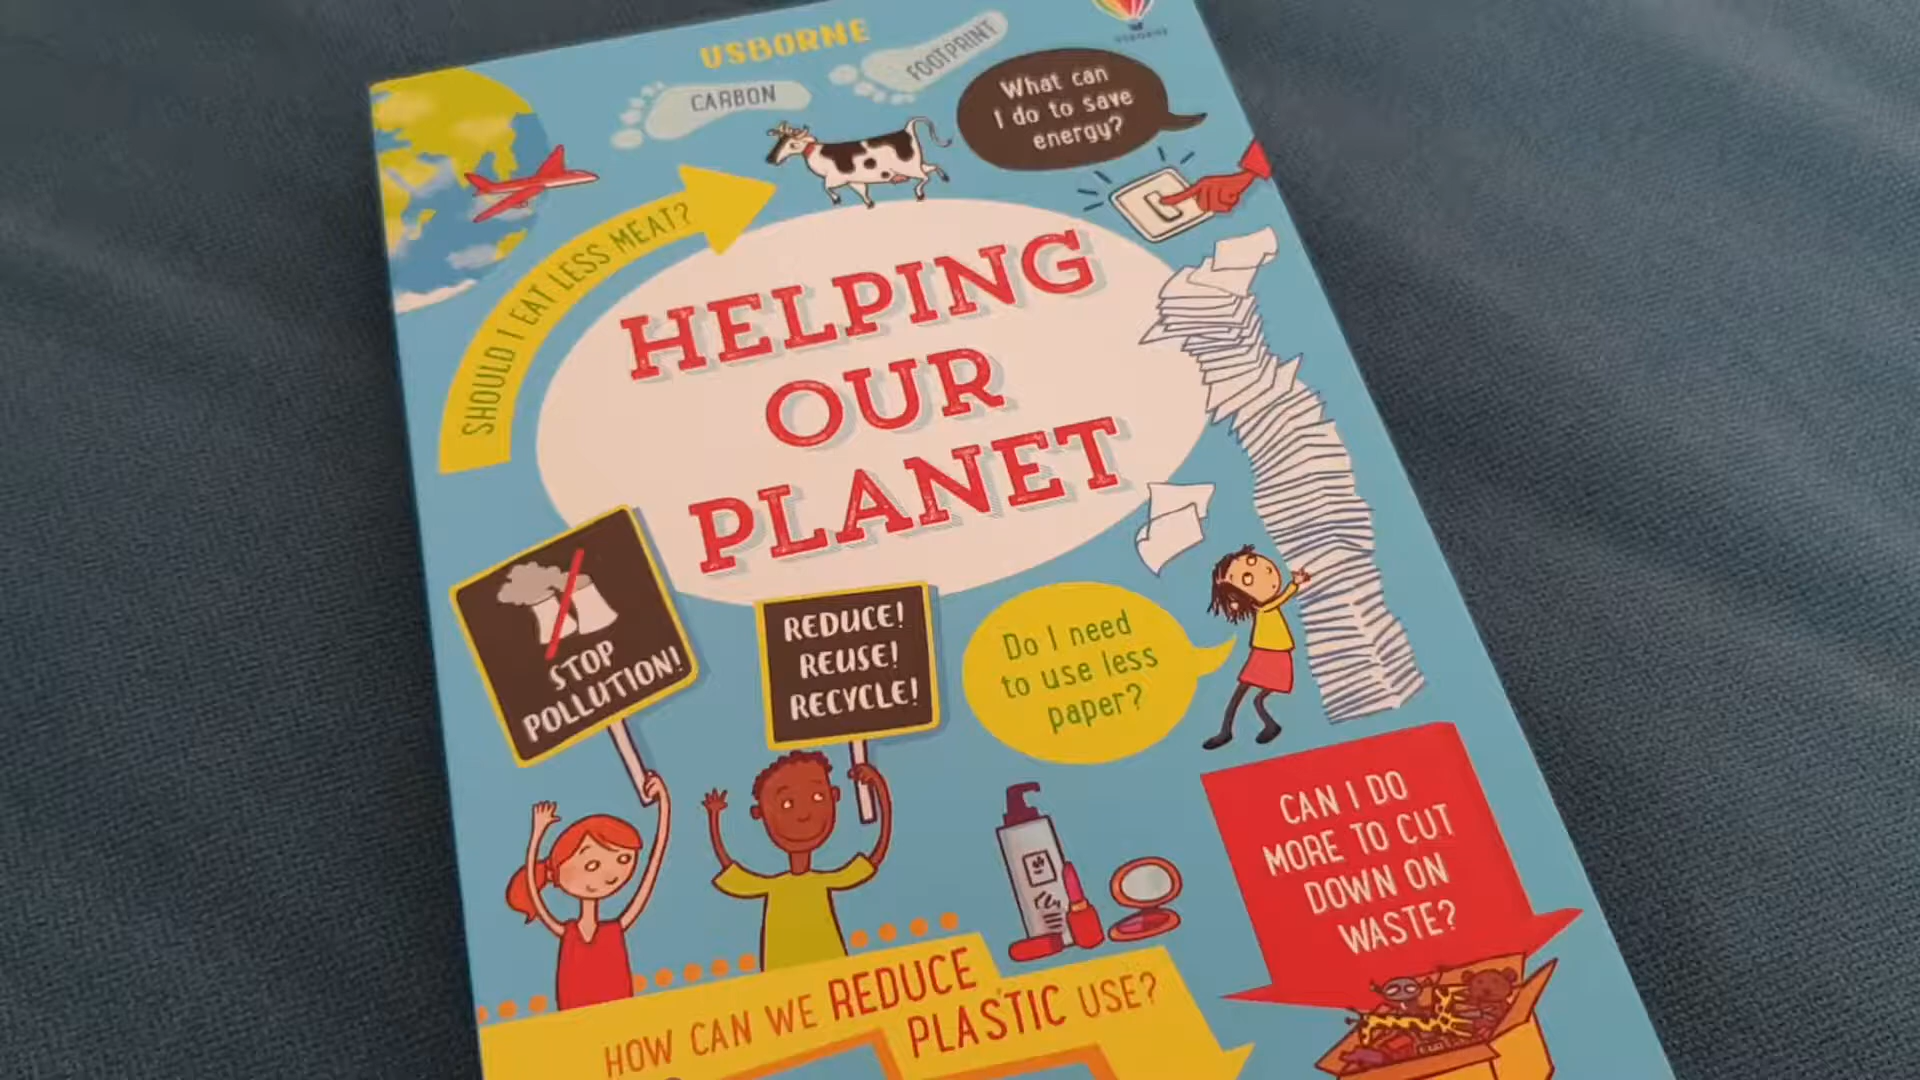 USBORNE
CARBON
FOOTPRINT
USBORNE
What can
I do to save
energy?
SHOULD I EAT LESS MEAT?
HELPING
OUR
PLANET
STOP
POLLUTION!
REDUCE!
REUSE!
RECYCLE!
Do I need
to use less
paper?
CAN I DO
MORE TO CUT
DOWN ON
WASTE?
HOW CAN WE REDUCE
PLASTIC USE?